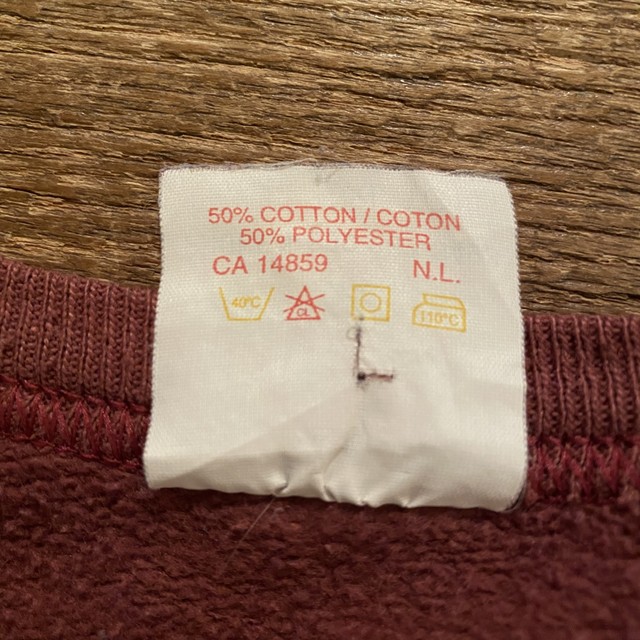 50% COTTON / COTON
50% POLYESTER
CA 14859 N.L.
40°C CL 110°C